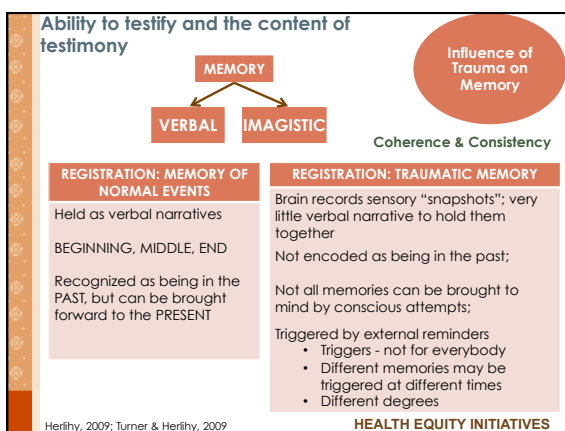 Ability to testify and the content of
testimony
Influence of
Trauma on
Memory
MEMORY
VERBAL
IMAGISTIC
Coherence & Consistency
REGISTRATION: MEMORY OF
NORMAL EVENTS
Held as verbal narratives
BEGINNING, MIDDLE, END
Recognized as being in the
PAST, but can be brought
forward to the PRESENT
REGISTRATION: TRAUMATIC MEMORY
Brain records sensory “snapshots”; very
little verbal narrative to hold them
together
Not encoded as being in the past;
Not all memories can be brought to
mind by conscious attempts;
Triggered by external reminders
• Triggers - not for everybody
• Different memories may be
triggered at different times
• Different degrees
Herlihy, 2009; Turner & Herlihy, 2009
HEALTH EQUITY INITIATIVES